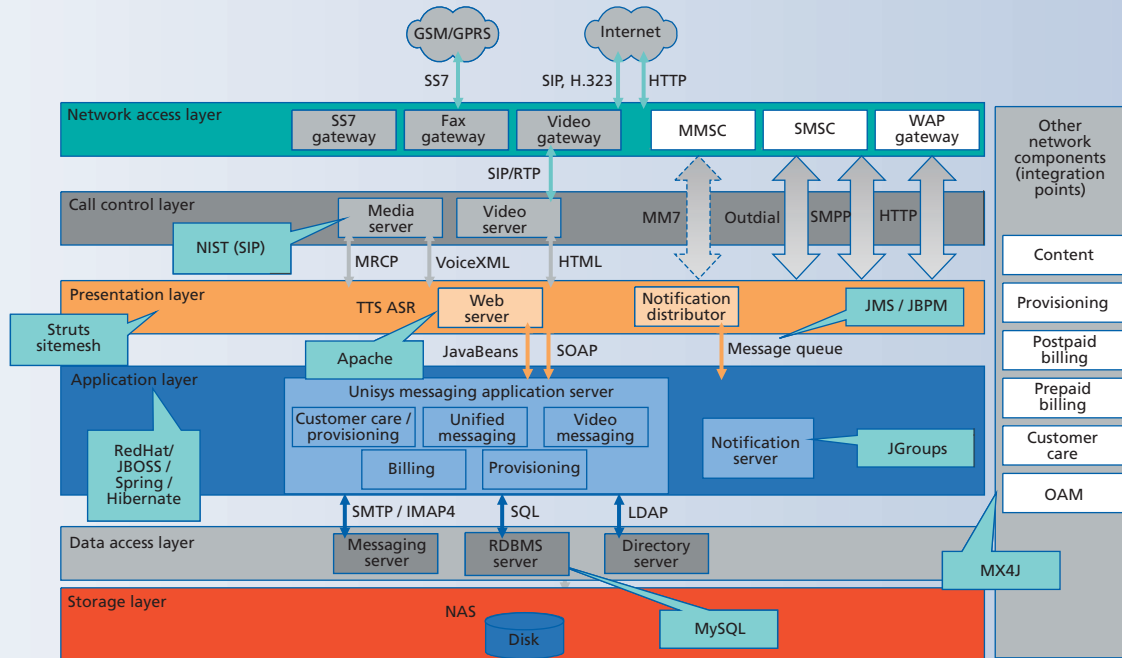 GSM/GPRS
Internet
SS7
SIP, H.323
HTTP
Network access layer
SS7
gateway
Fax
gateway
Video
gateway
MMSC
SMSC
WAP
gateway
Other
network
components
(integration
points)
SIP/RTP
Call control layer
Media
server
Video
server
MM7
Outdial
SMPP
HTTP
NIST (SIP)
MRCP
VoiceXML
HTML
Content
Presentation layer
TTS ASR
Web
server
Notification
distributor
JMS / JBPM
Provisioning
Struts
sitemesh
Apache
JavaBeans
SOAP
Message queue
Postpaid
billing
Application layer
Unisys messaging application server
Customer care /
provisioning
Unified
messaging
Video
messaging
Billing
Provisioning
Notification
server
JGroups
Prepaid
billing
Customer
care
RedHat/
JBOSS /
Spring /
Hibernate
OAM
SMTP / IMAP4
SQL
LDAP
Data access layer
Messaging
server
RDBMS
server
Directory
server
MX4J
Storage layer
NAS
Disk
MySQL